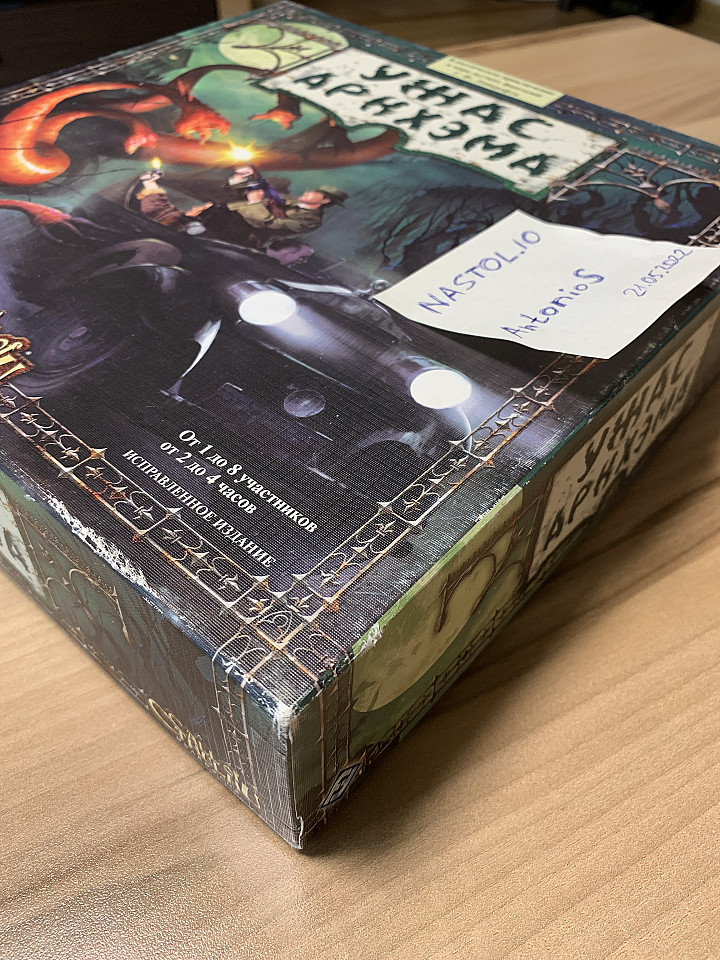 УЖАС
АРКХЭМА
NASTOL.IO
AntonioS
21.05.2022
От 1 до 8 участников
от 2 до 4 часов
ИСПРАВЛЕННОЕ ИЗДАНИЕ
УЖАС
АРКХЭМА